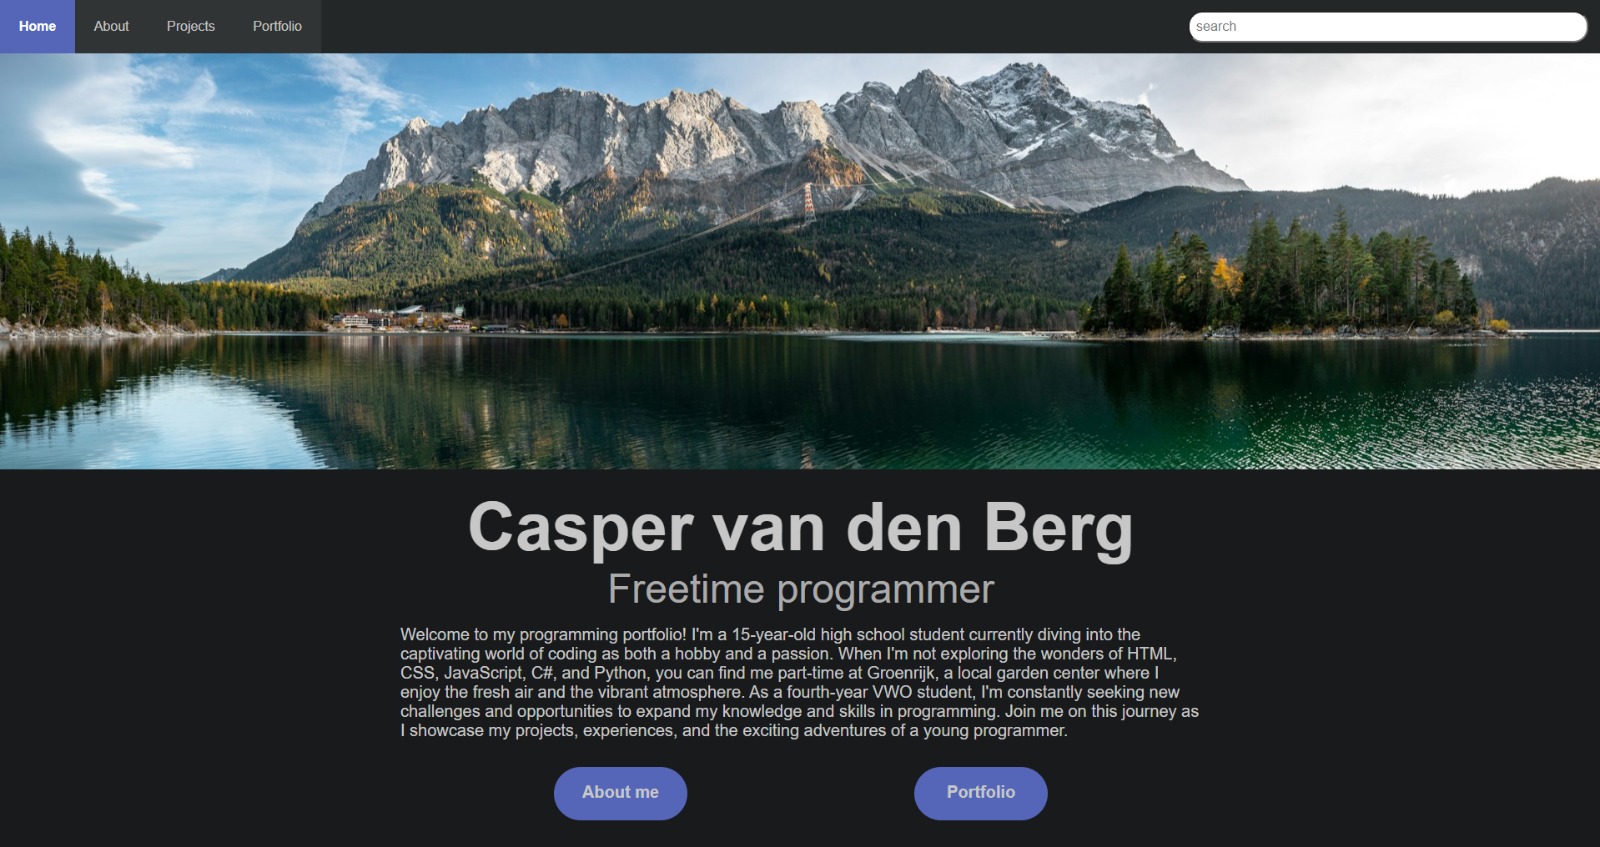 Home About Projects Portfolio search
Casper van den Berg
Freetime programmer
Welcome to my programming portfolio! I'm a 15-year-old high school student currently diving into the
captivating world of coding as both a hobby and a passion. When I'm not exploring the wonders of HTML,
CSS, JavaScript, C#, and Python, you can find me part-time at Groenrijk, a local garden center where I
enjoy the fresh air and the vibrant atmosphere. As a fourth-year VWO student, I'm constantly seeking new
challenges and opportunities to expand my knowledge and skills in programming. Join me on this journey as
I showcase my projects, experiences, and the exciting adventures of a young programmer.
About me Portfolio